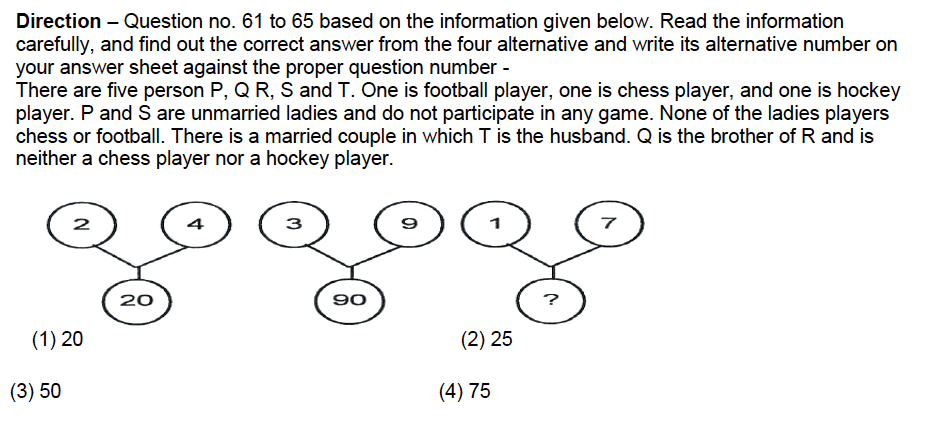 Direction – Question no. 61 to 65 based on the information given below. Read the information
carefully, and find out the correct answer from the four alternative and write its alternative number on
your answer sheet against the proper question number -
There are five person P, Q R, S and T. One is football player, one is chess player, and one is hockey
player. P and S are unmarried ladies and do not participate in any game. None of the ladies players
chess or football. There is a married couple in which T is the husband. Q is the brother of R and is
neither a chess player nor a hockey player.
2 4 3 9 1 7
20 90 ?
(1) 20 (2) 25
(3) 50 (4) 75